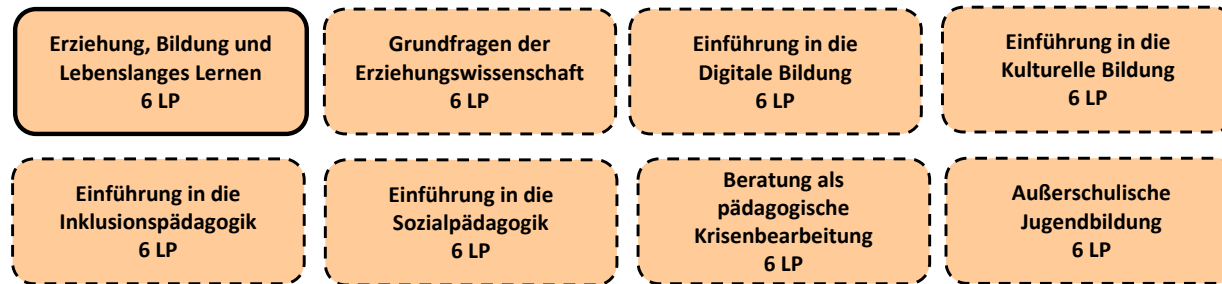 Erziehung, Bildung und
Lebenslanges Lernen
6 LP
Grundfragen der
Erziehungswissenschaft
6 LP
Einführung in die
Digitale Bildung
6 LP
Einführung in die
Kulturelle Bildung
6 LP
Einführung in die
Inklusionspädagogik
6 LP
Einführung in die
Sozialpädagogik
6 LP
Beratung als
pädagogische
Krisenbearbeitung
6 LP
Außerschulische
Jugendbildung
6 LP